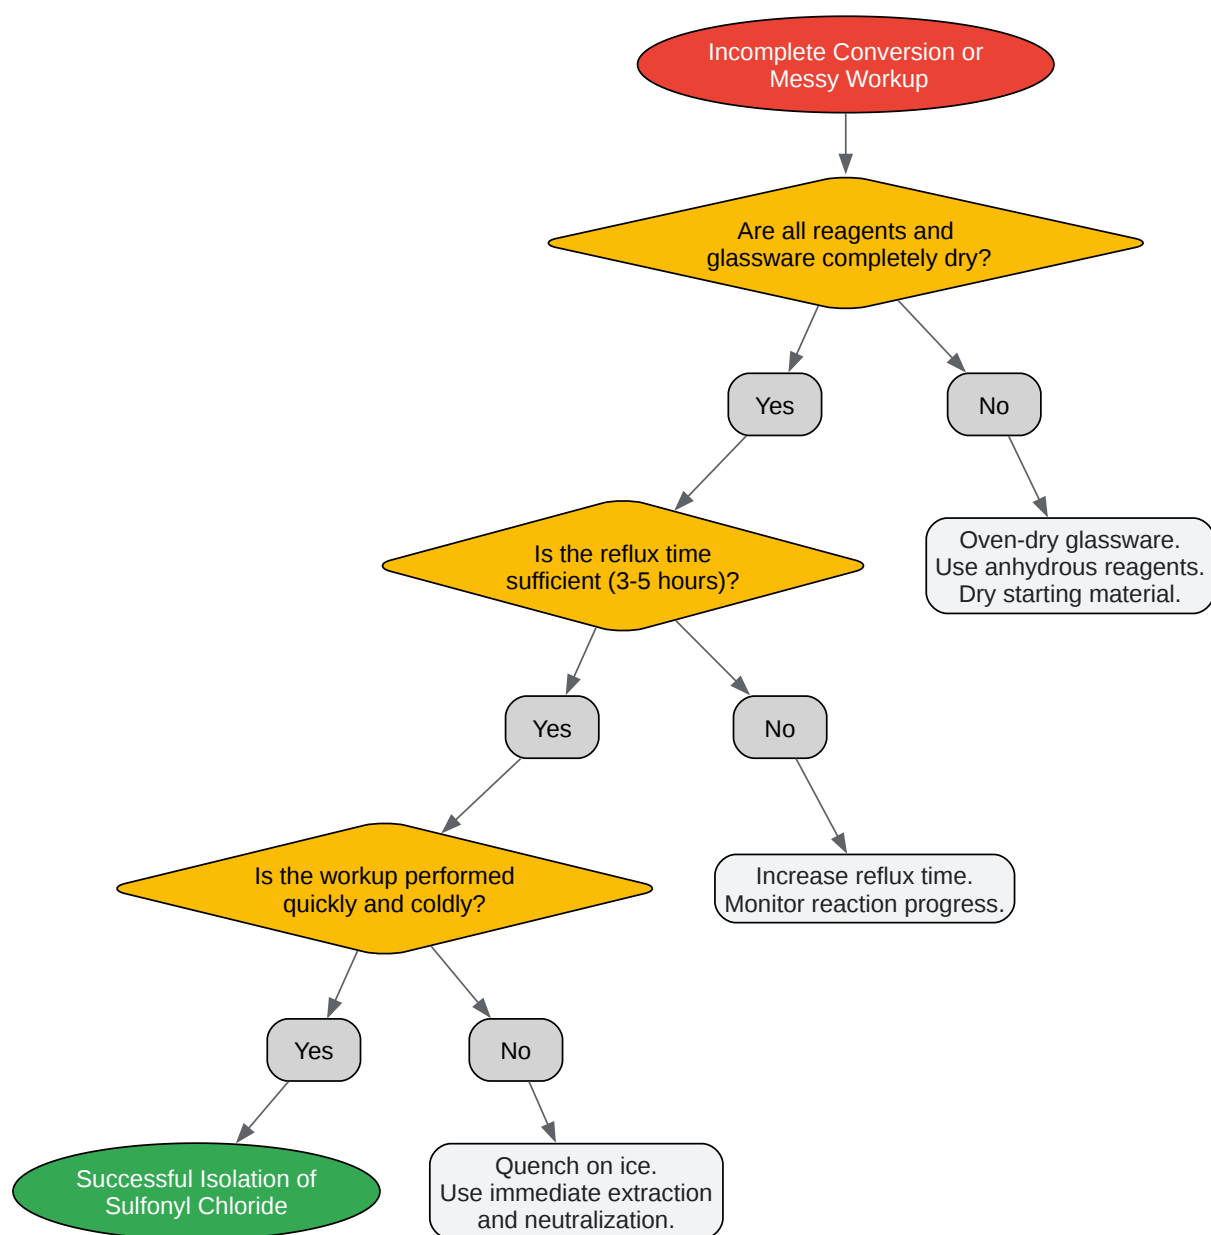 Incomplete Conversion or
Messy Workup
Are all reagents and
glassware completely dry?
Yes
No
Is the reflux time
sufficient (3-5 hours)?
Oven-dry glassware.
Use anhydrous reagents.
Dry starting material.
Yes
No
Is the workup performed
quickly and coldly?
Increase reflux time.
Monitor reaction progress.
Yes
No
Successful Isolation of
Sulfonyl Chloride
Quench on ice.
Use immediate extraction
and neutralization.